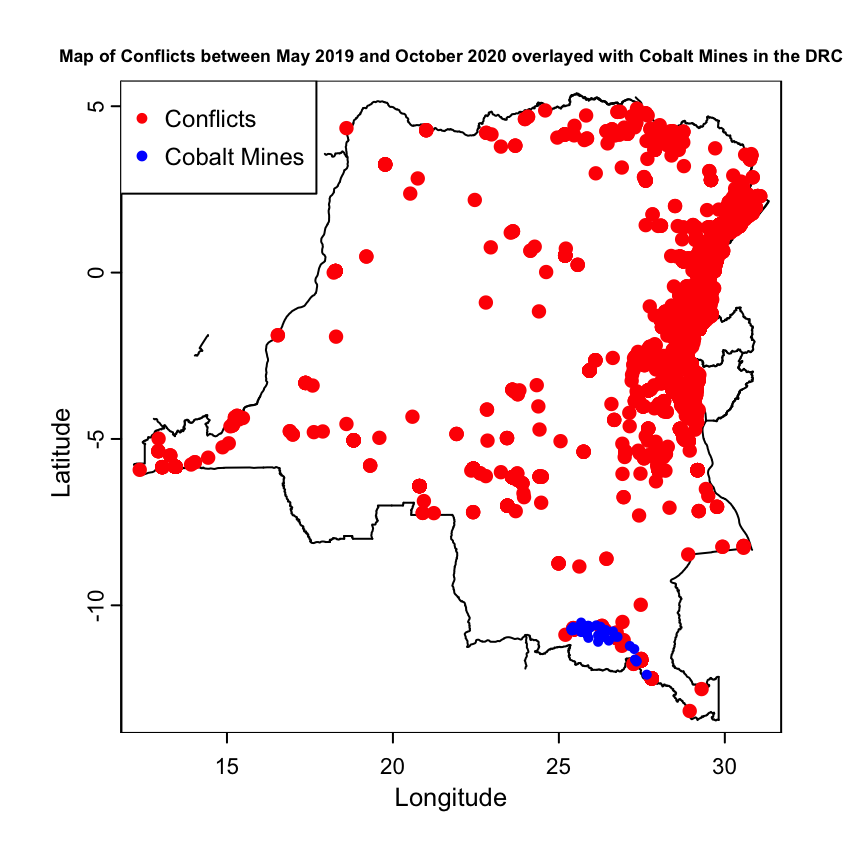 Map of Conflicts between May 2019 and October 2020 overlayed with Cobalt Mines in the DRC
Conflicts
Cobalt Mines
5
0
-5
-10
Latitude
15 20 25 30
Longitude